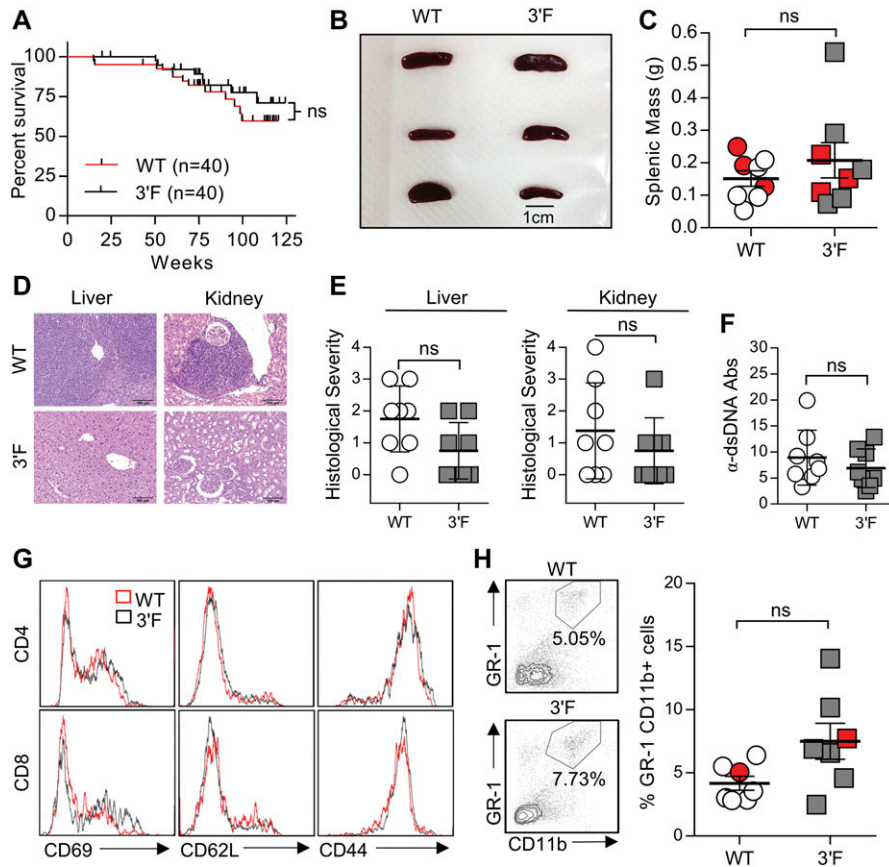 A
Percent survival
100
75
50
25
0
ns
WT (n=40)
3'F (n=40)
0 25 50 75 100 125
Weeks
B
WT 3'F
1cm
C
ns
Splenic Mass (g)
0.6
0.5
0.4
0.3
0.2
0.1
0.0
WT 3'F
D
Liver Kidney
WT
3'F
E
Liver Kidney
ns ns
Histological Severity
4
3
2
1
0
WT 3'F
Histological Severity
4
3
2
1
0
WT 3'F
F
ns
α-dsDNA Abs
30
25
20
15
10
5
0
WT 3'F
G
WT
3'F
CD4
CD8
CD69 CD62L CD44
H
WT
GR-1
5.05%
3'F
GR-1
7.73%
CD11b
ns
% GR-1 CD11b+ cells
20
15
10
5
0
WT 3'F